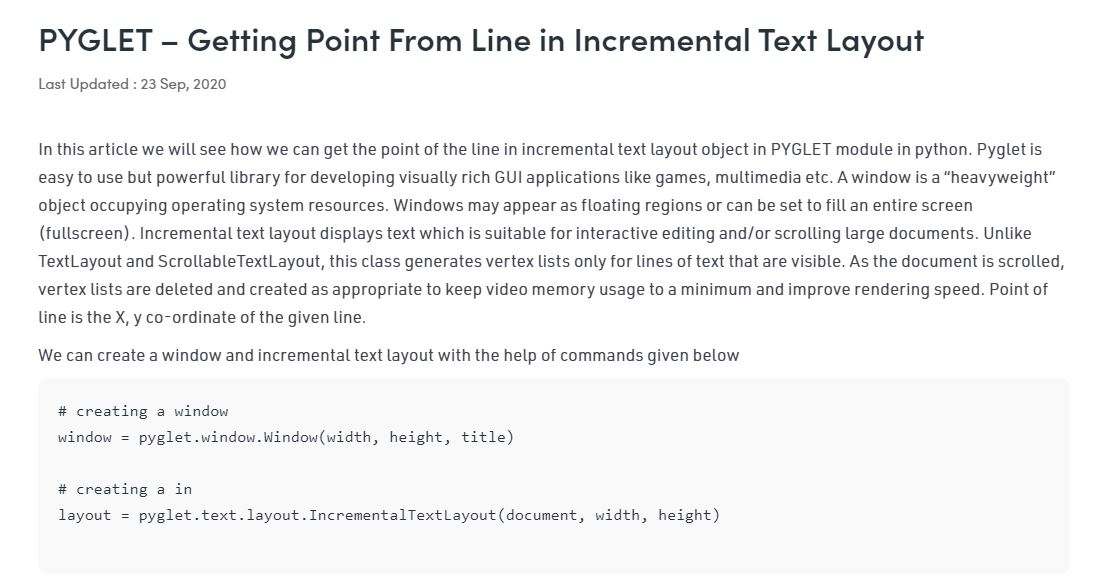 PYGLET – Getting Point From Line in Incremental Text Layout
Last Updated : 23 Sep, 2020
In this article we will see how we can get the point of the line in incremental text layout object in PYGLET module in python. Pyglet is
easy to use but powerful library for developing visually rich GUI applications like games, multimedia etc. A window is a “heavyweight”
object occupying operating system resources. Windows may appear as floating regions or can be set to fill an entire screen
(fullscreen). Incremental text layout displays text which is suitable for interactive editing and/or scrolling large documents. Unlike
TextLayout and ScrollableTextLayout, this class generates vertex lists only for lines of text that are visible. As the document is scrolled,
vertex lists are deleted and created as appropriate to keep video memory usage to a minimum and improve rendering speed. Point of
line is the X, y co-ordinate of the given line.
We can create a window and incremental text layout with the help of commands given below
# creating a window
window = pyglet.window.Window(width, height, title)
# creating a in
layout = pyglet.text.layout.IncrementalTextLayout(document, width, height)